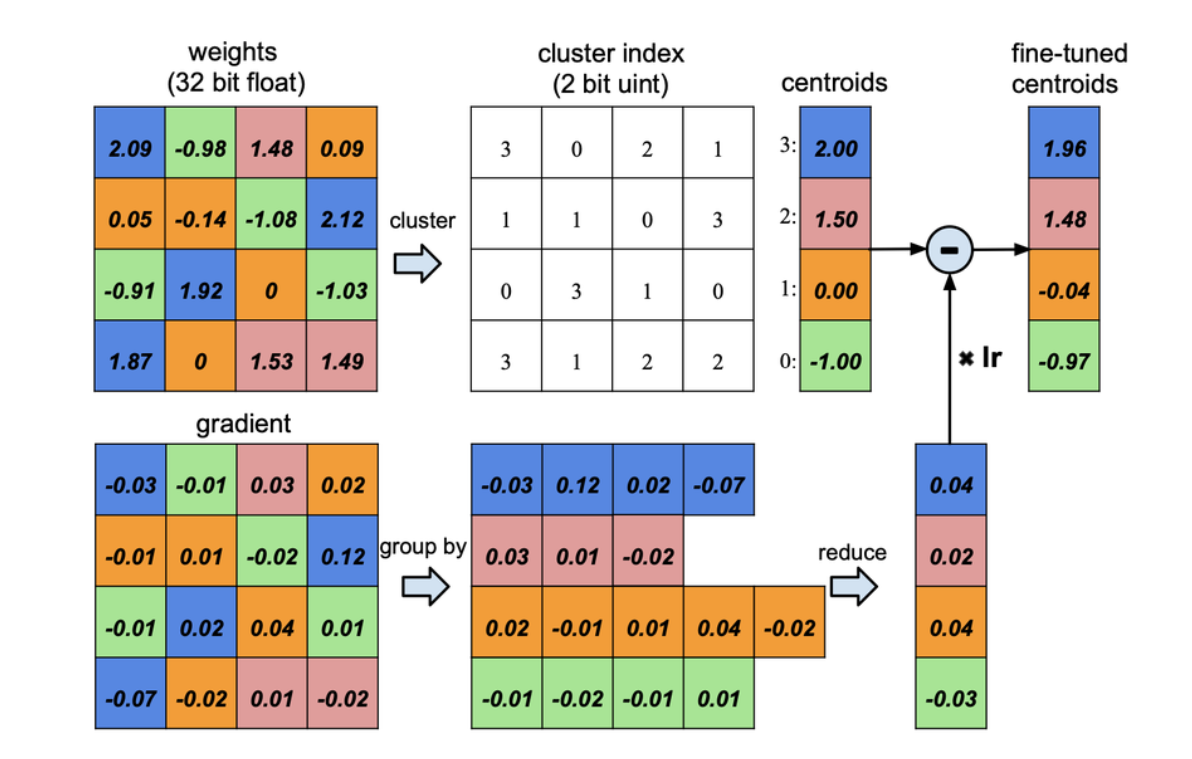 weights
(32 bit float)
cluster index
(2 bit uint)
centroids
fine-tuned
centroids
2.09 -0.98 1.48 0.09
0.05 -0.14 -1.08 2.12
-0.91 1.92 0 -1.03
1.87 0 1.53 1.49
cluster
3 0 2 1
1 1 0 3
0 3 1 0
3 1 2 2
3: 2.00
2: 1.50
1: 0.00
0: -1.00
-
× lr
1.96
1.48
-0.04
-0.97
gradient
-0.03 -0.01 0.03 0.02
-0.01 0.01 -0.02 0.12
-0.01 0.02 0.04 0.01
-0.07 -0.02 0.01 -0.02
group by
-0.03 0.12 0.02 -0.07
0.03 0.01 -0.02
0.02 -0.01 0.01 0.04 -0.02
-0.01 -0.02 -0.01 0.01
reduce
0.04
0.02
0.04
-0.03